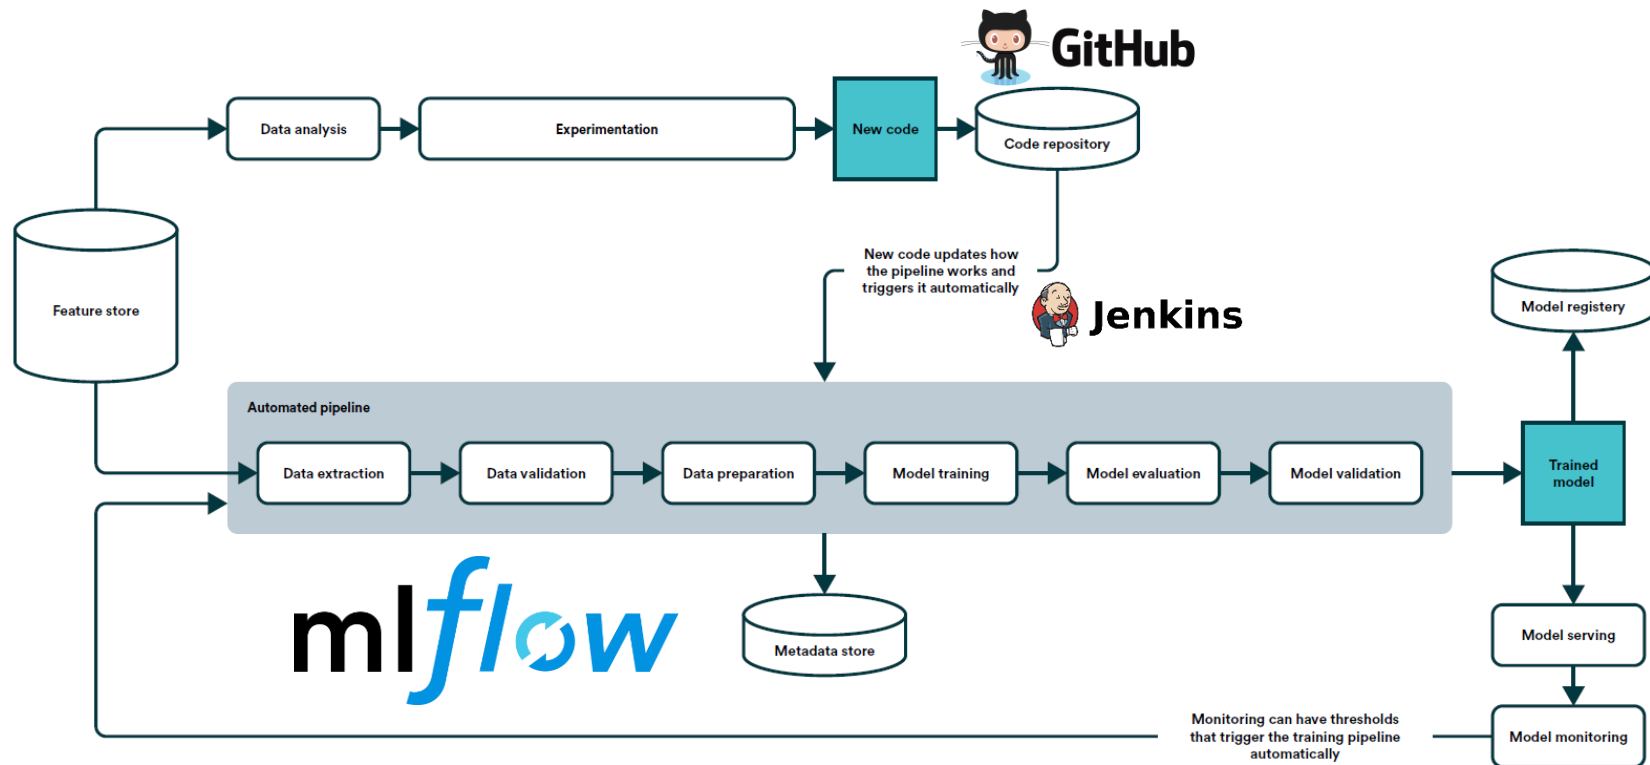 GitHub
Data analysis
Experimentation
New code
Code repository
Feature store
New code updates how
the pipeline works and
triggers it automatically
Jenkins
Model registery
Automated pipeline
Data extraction
Data validation
Data preparation
Model training
Model evaluation
Model validation
Trained
model
mlflow
Metadata store
Model serving
Monitoring can have thresholds
that trigger the training pipeline
automatically
Model monitoring